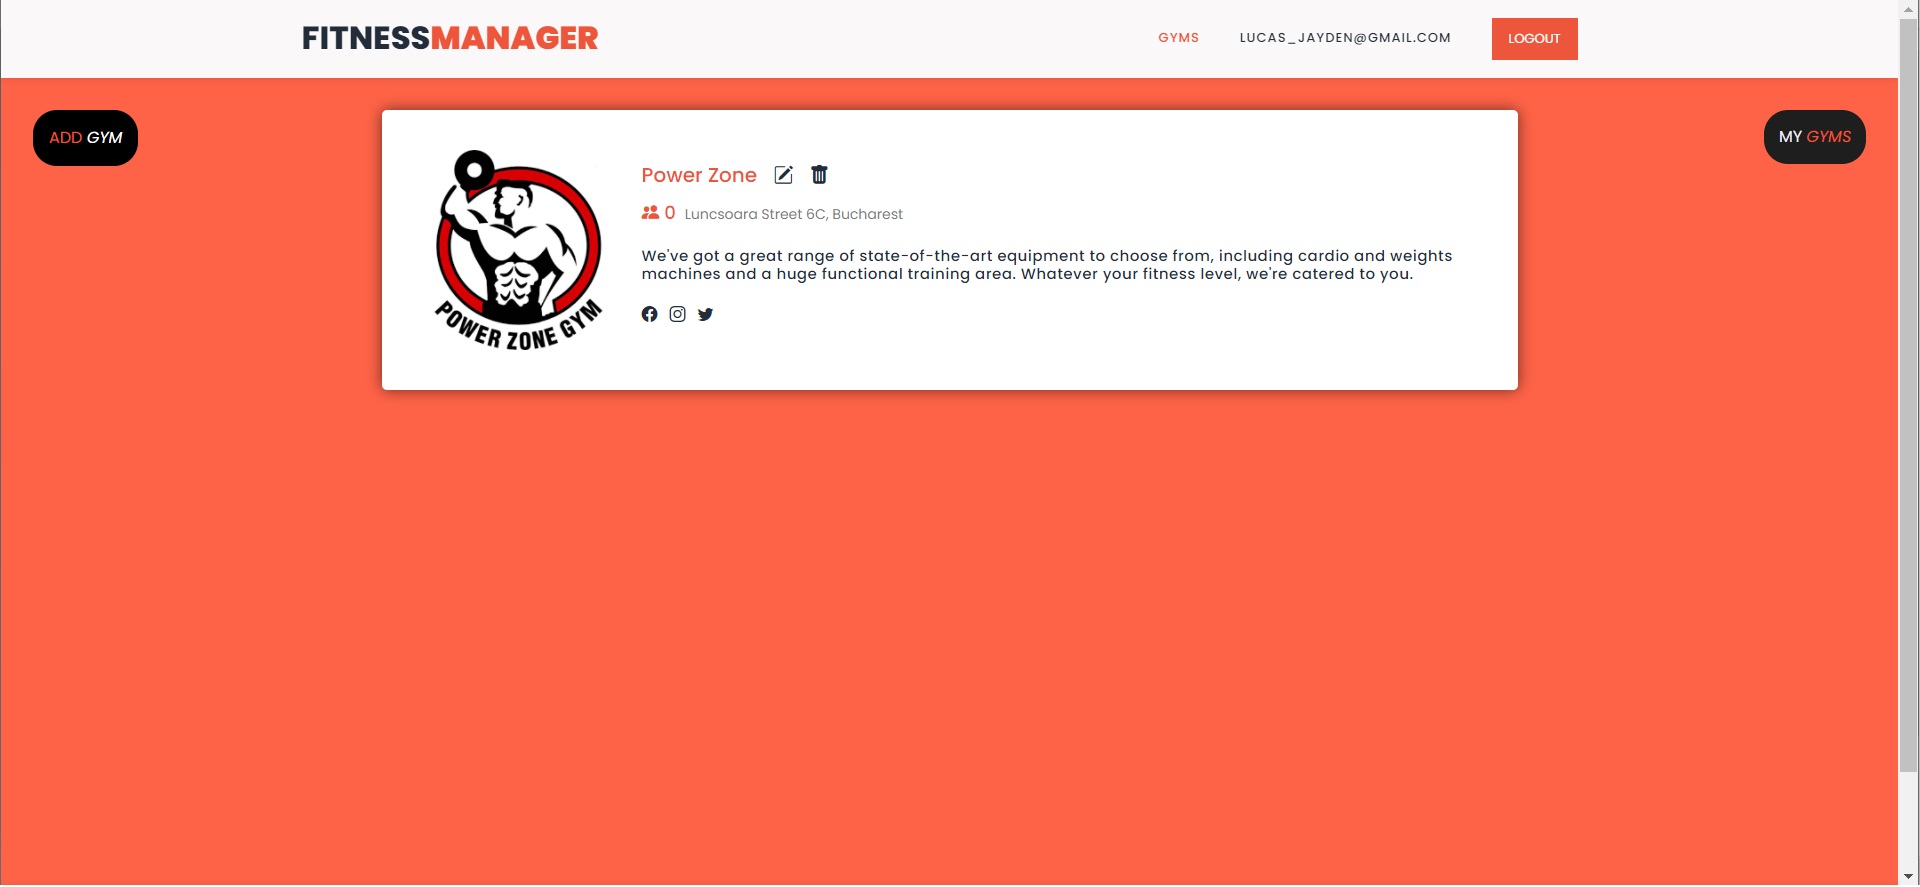 FITNESSMANAGER
GYMS
LUCAS_JAYDEN@GMAIL.COM
LOGOUT
ADD GYM
MY GYMS
POWER ZONE GYM
Power Zone
0 Luncsoara Street 6C, Bucharest
We've got a great range of state-of-the-art equipment to choose from, including cardio and weights
machines and a huge functional training area. Whatever your fitness level, we're catered to you.